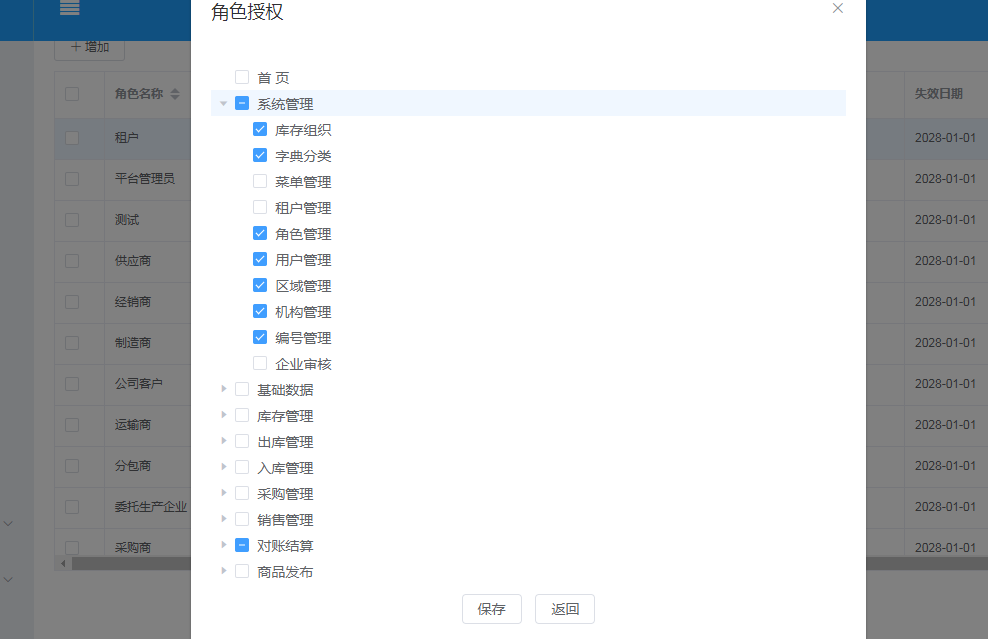 角色授权
增加
角色名称
失效日期
租户
2028-01-01
平台管理员
2028-01-01
测试
2028-01-01
供应商
2028-01-01
经销商
2028-01-01
制造商
2028-01-01
公司客户
2028-01-01
运输商
2028-01-01
分包商
2028-01-01
委托生产企业
2028-01-01
采购商
2028-01-01
首 页
系统管理
库存组织
字典分类
菜单管理
租户管理
角色管理
用户管理
区域管理
机构管理
编号管理
企业审核
基础数据
库存管理
出库管理
入库管理
采购管理
销售管理
对账结算
商品发布
保存
返回